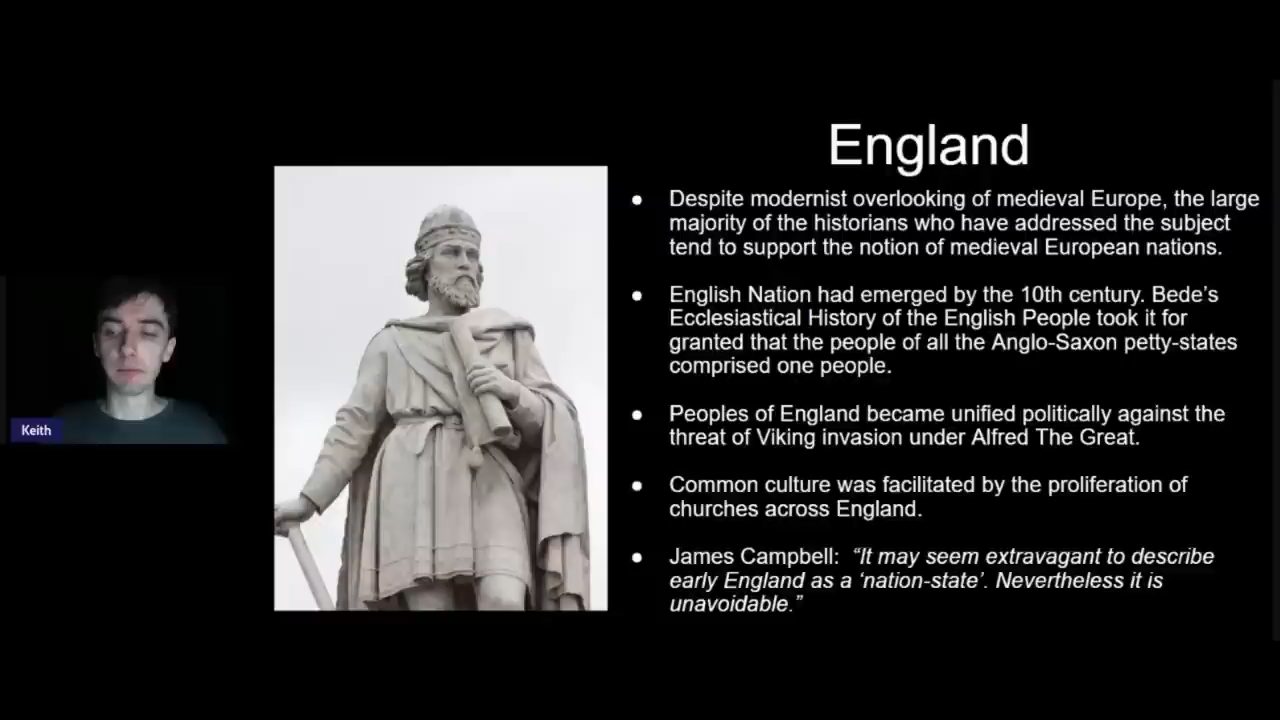 England
● Despite modernist overlooking of medieval Europe, the large
majority of the historians who have addressed the subject
tend to support the notion of medieval European nations.
● English Nation had emerged by the 10th century. Bede’s
Ecclesiastical History of the English People took it for
granted that the people of all the Anglo-Saxon petty-states
comprised one people.
● Peoples of England became unified politically against the
threat of Viking invasion under Alfred The Great.
● Common culture was facilitated by the proliferation of
churches across England.
● James Campbell: “It may seem extravagant to describe
early England as a ‘nation-state’. Nevertheless it is
unavoidable.”
Keith